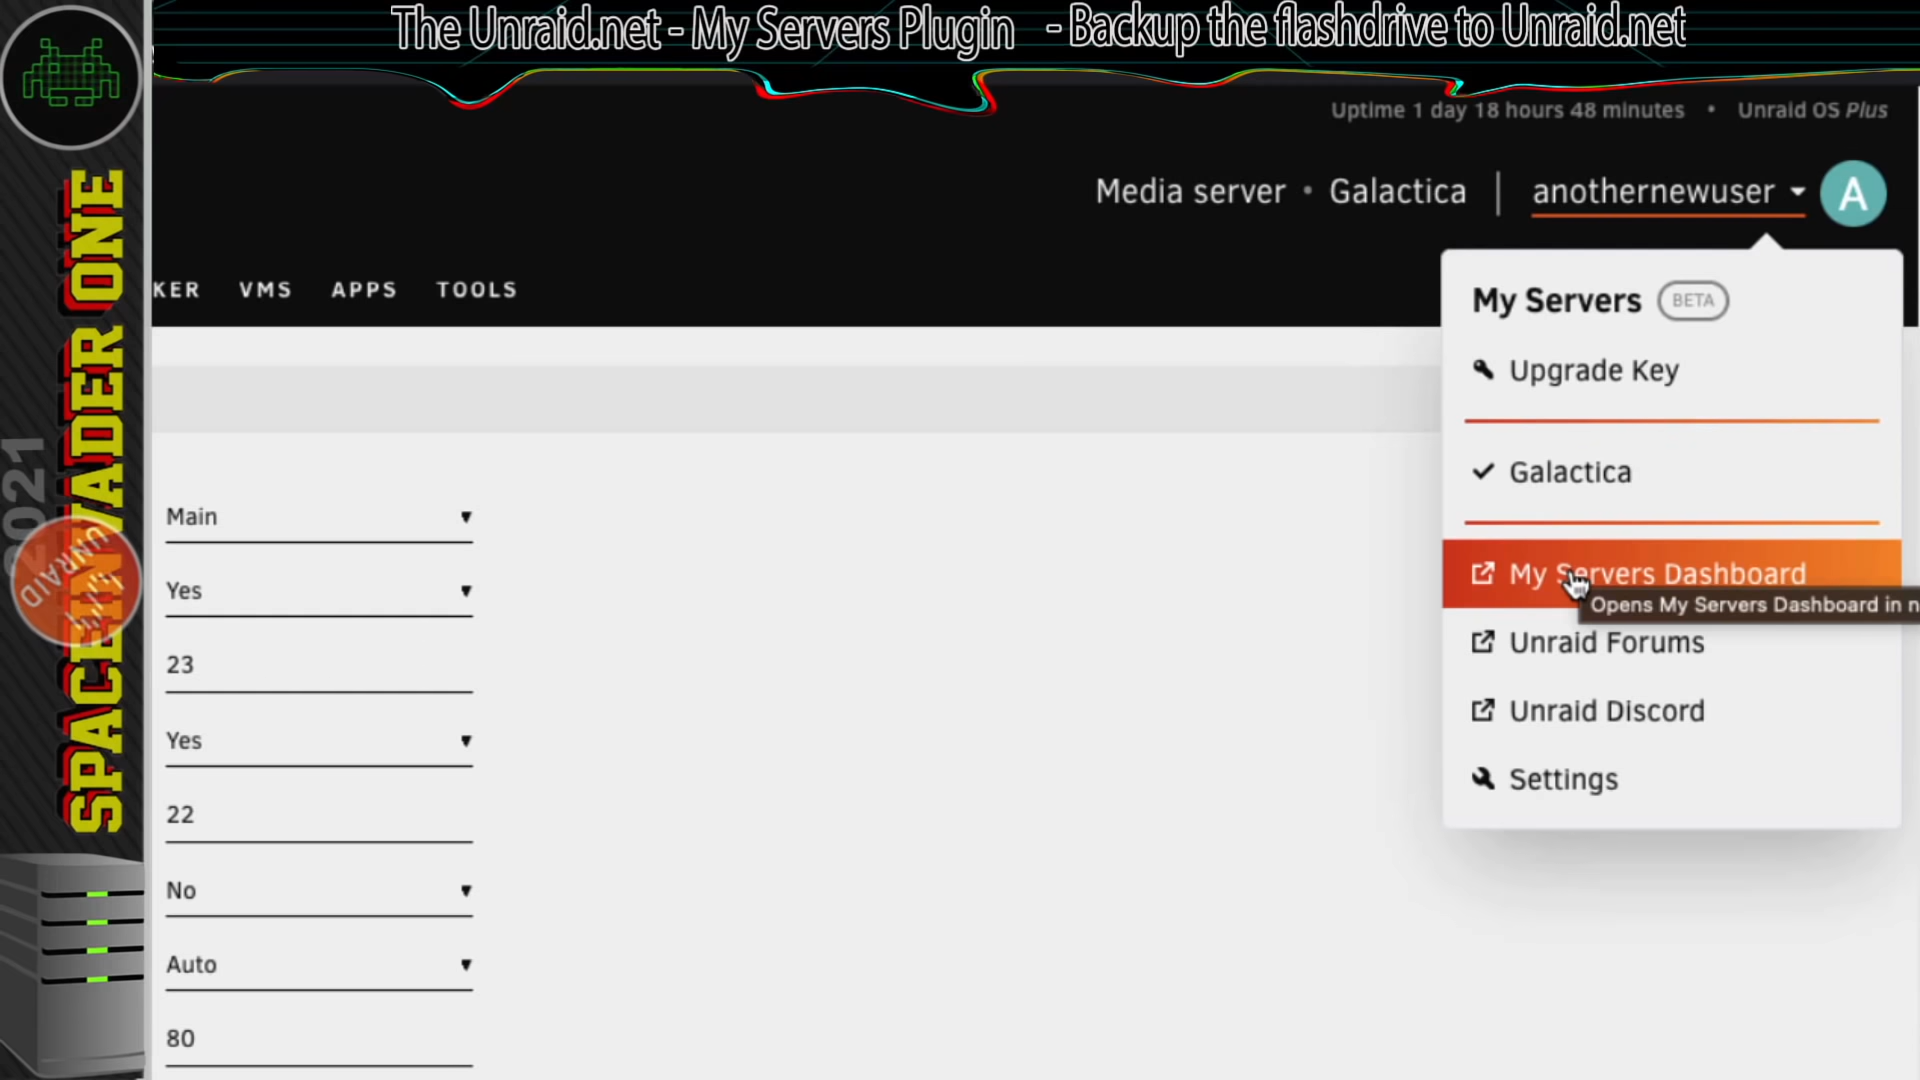 The Unraid.net - My Servers Plugin - Backup the flashdrive to Unraid.net
Uptime 1 day 18 hours 48 minutes • Unraid OS Plus
Media server • Galactica | anothernewuser A
KER VMS APPS TOOLS
My Servers BETA
Upgrade Key
Galactica
My Servers Dashboard
Opens My Servers Dashboard in n
Unraid Forums
Unraid Discord
Settings
Main
Yes
23
Yes
22
No
Auto
80
SPACEINVADER ONE
2021
UNRAID